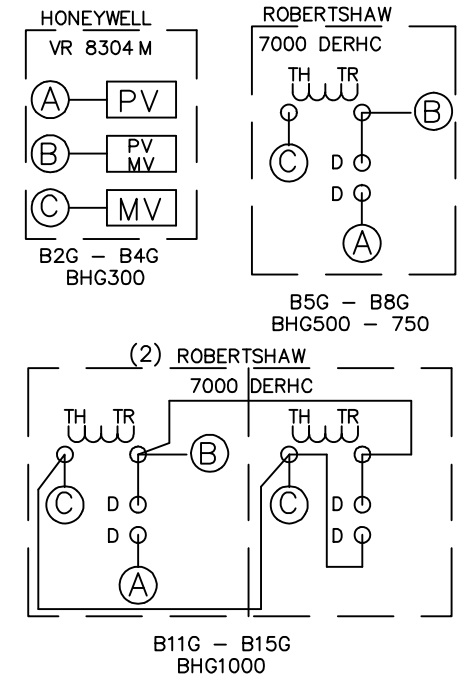 HONEYWELL
VR 8304 M
A PV
B PV MV
C MV
B2G - B4G
BHG300
ROBERTSHAW
7000 DERHC
TH TR
B
C
D
D
A
B5G - B8G
BHG500 - 750
(2) ROBERTSHAW
7000 DERHC
TH TR
B
C
D
D
A
TH TR
C
D
D
B11G - B15G
BHG1000